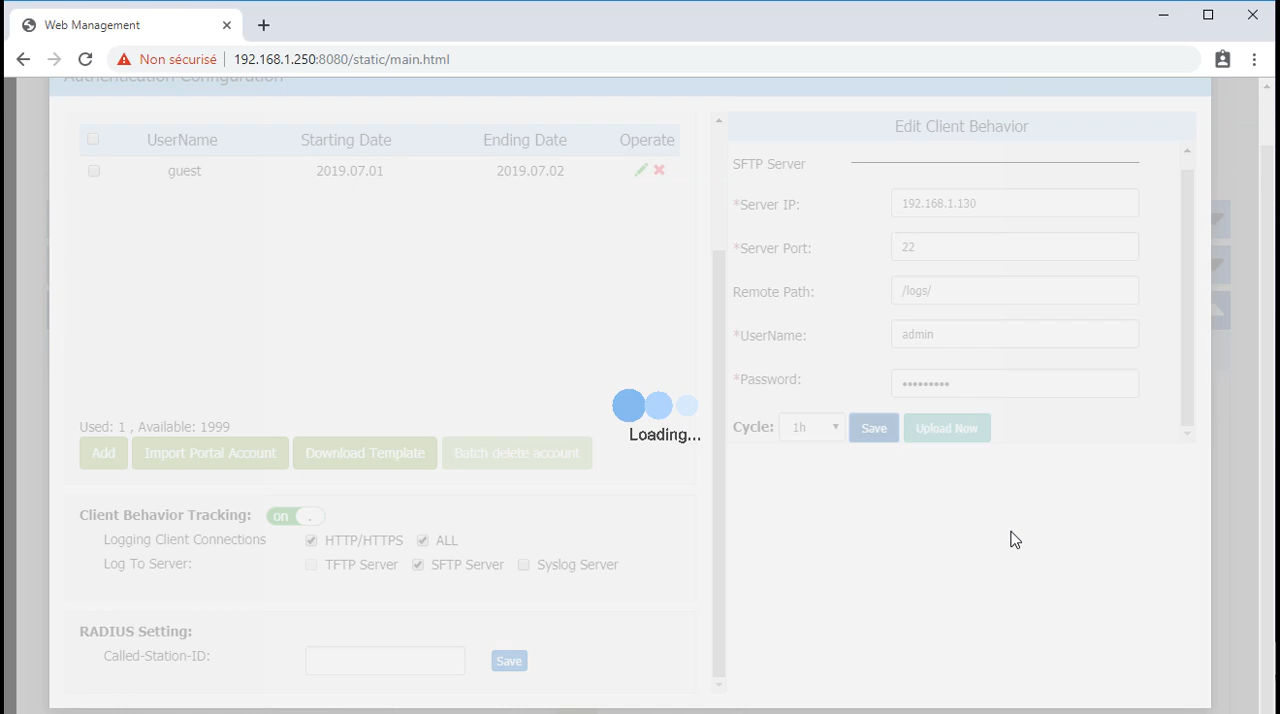 Web Management
Non sécurisé 192.168.1.250:8080/static/main.html
Authentication Configuration
UserName Starting Date Ending Date Operate
guest 2019.07.01 2019.07.02
Used: 1 , Available: 1999
Add Import Portal Account Download Template Batch delete account
Client Behavior Tracking: on .
Logging Client Connections HTTP/HTTPS ALL
Log To Server: TFTP Server SFTP Server Syslog Server
RADIUS Setting:
Called-Station-ID: Save
Loading...
Edit Client Behavior
SFTP Server
*Server IP: 192.168.1.130
*Server Port: 22
Remote Path: /logs/
*UserName: admin
*Password: •••••••••
Cycle: 1h Save Upload Now